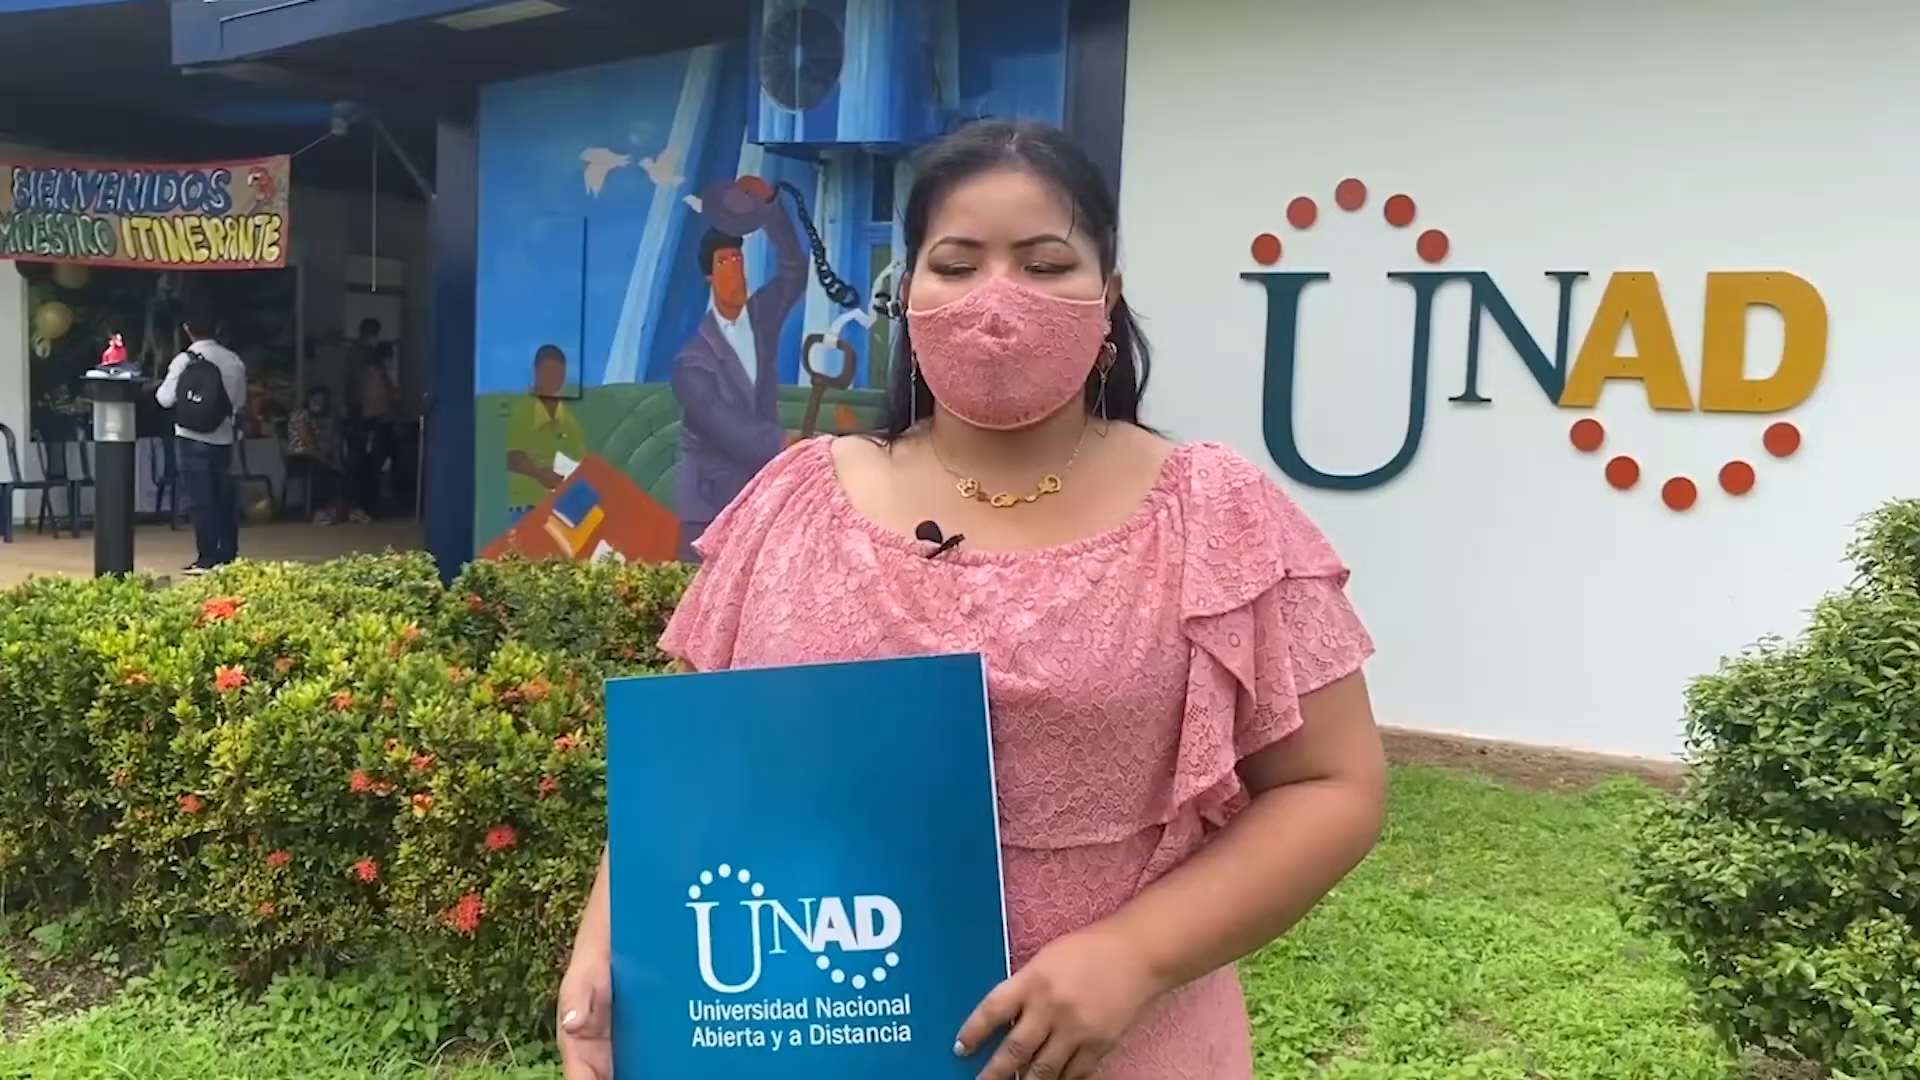 BIENVENIDOS
MAESTRO ITINERANTE
UNAD
UNAD
Universidad Nacional
Abierta y a Distancia